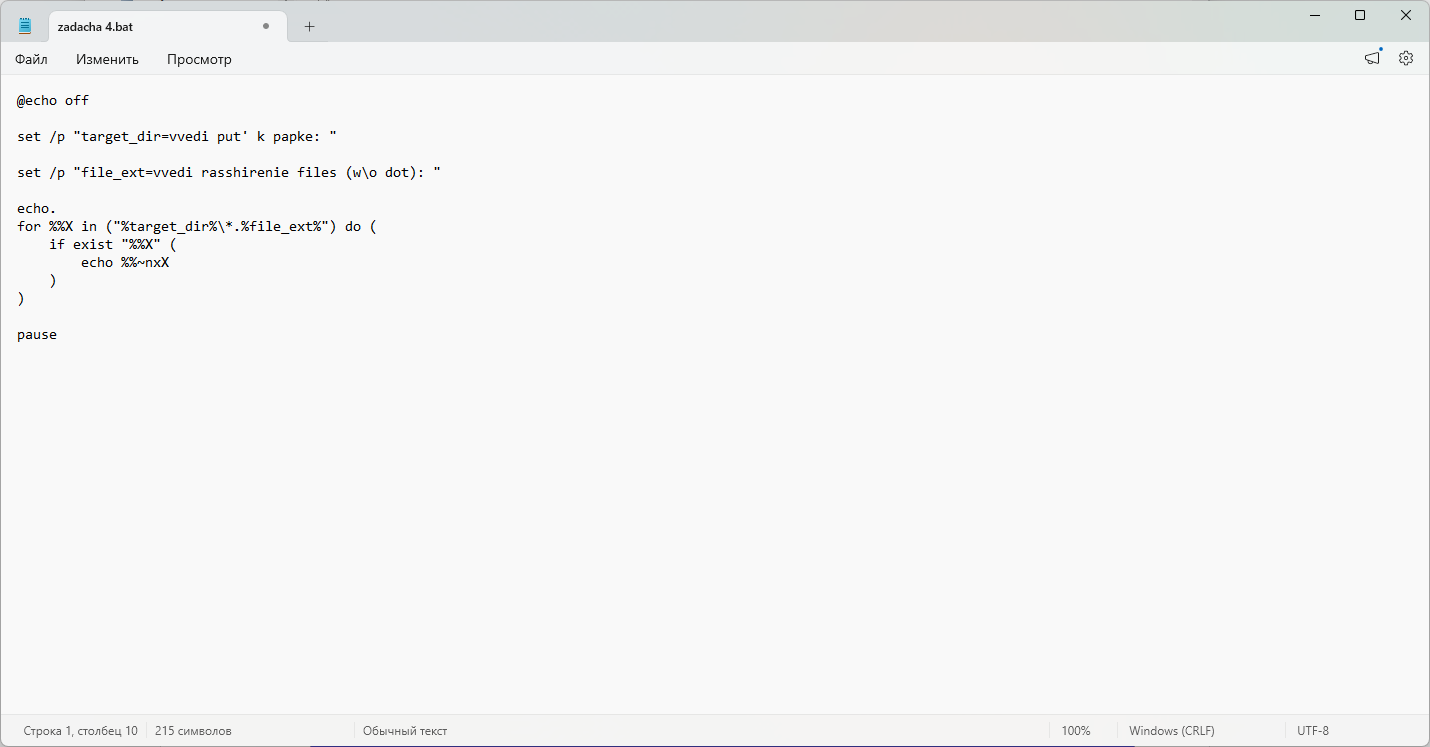 zadacha 4.bat
Файл Изменить Просмотр
@echo off
set /p "target_dir=vvedi put' k papke: "
set /p "file_ext=vvedi rasshirenie files (w\o dot): "
echo.
for %%X in ("%target_dir%\*.%file_ext%") do (
    if exist "%%X" (
        echo %%~nxX
    )
)
pause
Строка 1, столбец 10 215 символов Обычный текст 100% Windows (CRLF) UTF-8